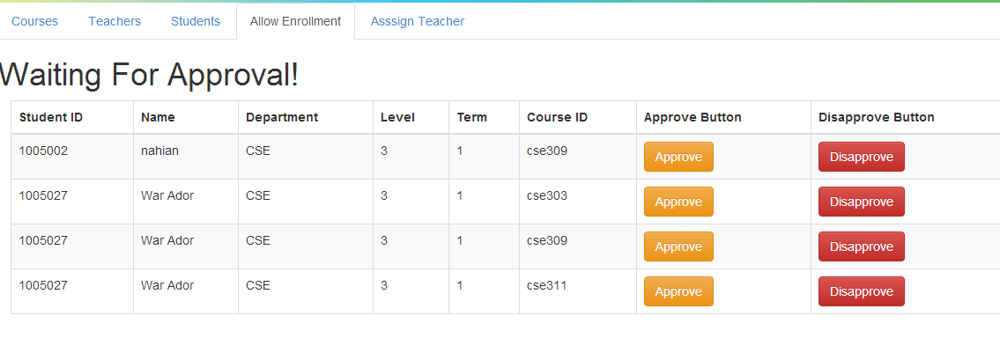 Courses Teachers Students Allow Enrollment Asssign Teacher
Waiting For Approval!
Student ID Name Department Level Term Course ID Approve Button Disapprove Button
1005002 nahian CSE 3 1 cse309 Approve Disapprove
1005027 War Ador CSE 3 1 cse303 Approve Disapprove
1005027 War Ador CSE 3 1 cse309 Approve Disapprove
1005027 War Ador CSE 3 1 cse311 Approve Disapprove